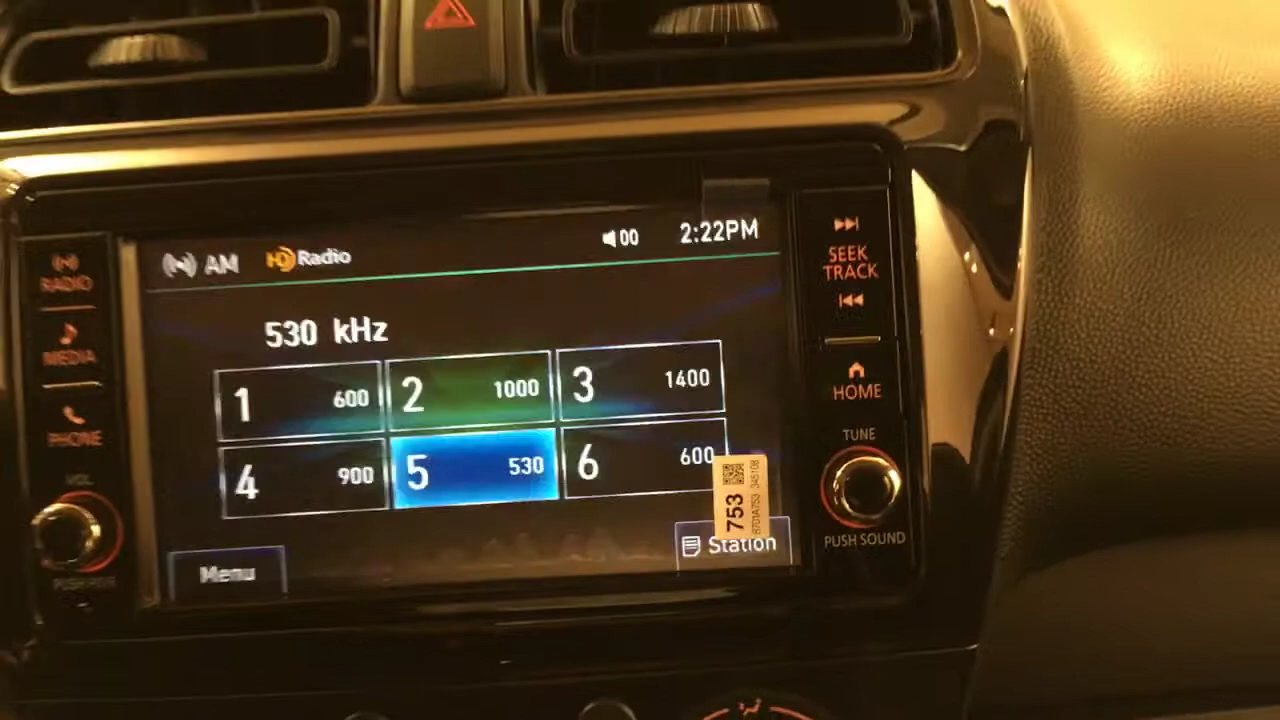 AM HD Radio 00 2:22PM
530 kHz
1 600
2 1000
3 1400
4 900
5 530
6 600
Menu
Station
753
RADIO
MEDIA
PHONE
VOL
SEEK
TRACK
HOME
TUNE
PUSH SOUND